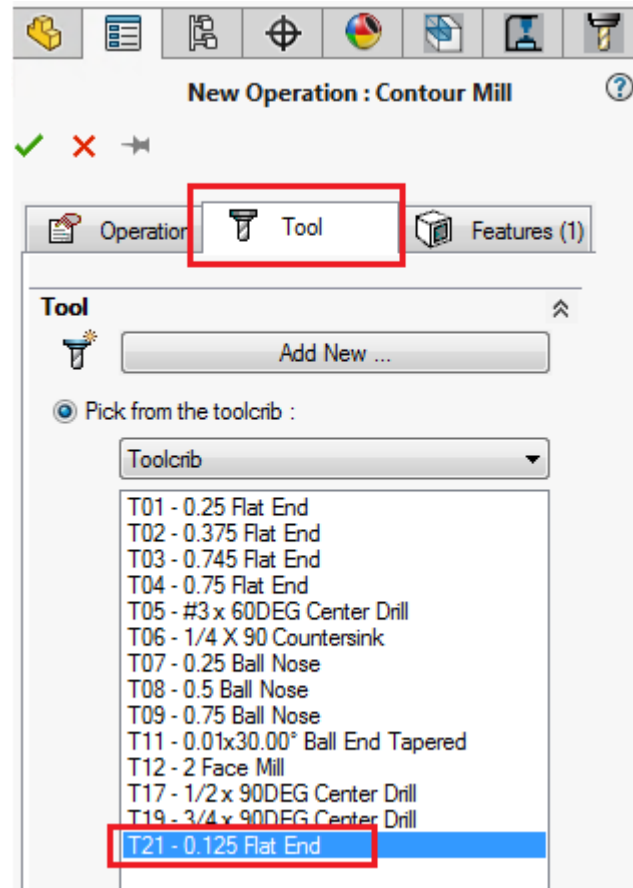 New Operation : Contour Mill
?
Operation Tool Features (1)
Tool
Add New ...
Pick from the toolcrib :
Toolcrib
T01 - 0.25 Flat End
T02 - 0.375 Flat End
T03 - 0.745 Flat End
T04 - 0.75 Flat End
T05 - #3 x 60DEG Center Drill
T06 - 1/4 X 90 Countersink
T07 - 0.25 Ball Nose
T08 - 0.5 Ball Nose
T09 - 0.75 Ball Nose
T11 - 0.01x30.00° Ball End Tapered
T12 - 2 Face Mill
T17 - 1/2 x 90DEG Center Drill
T19 - 3/4 x 90DEG Center Drill
T21 - 0.125 Flat End